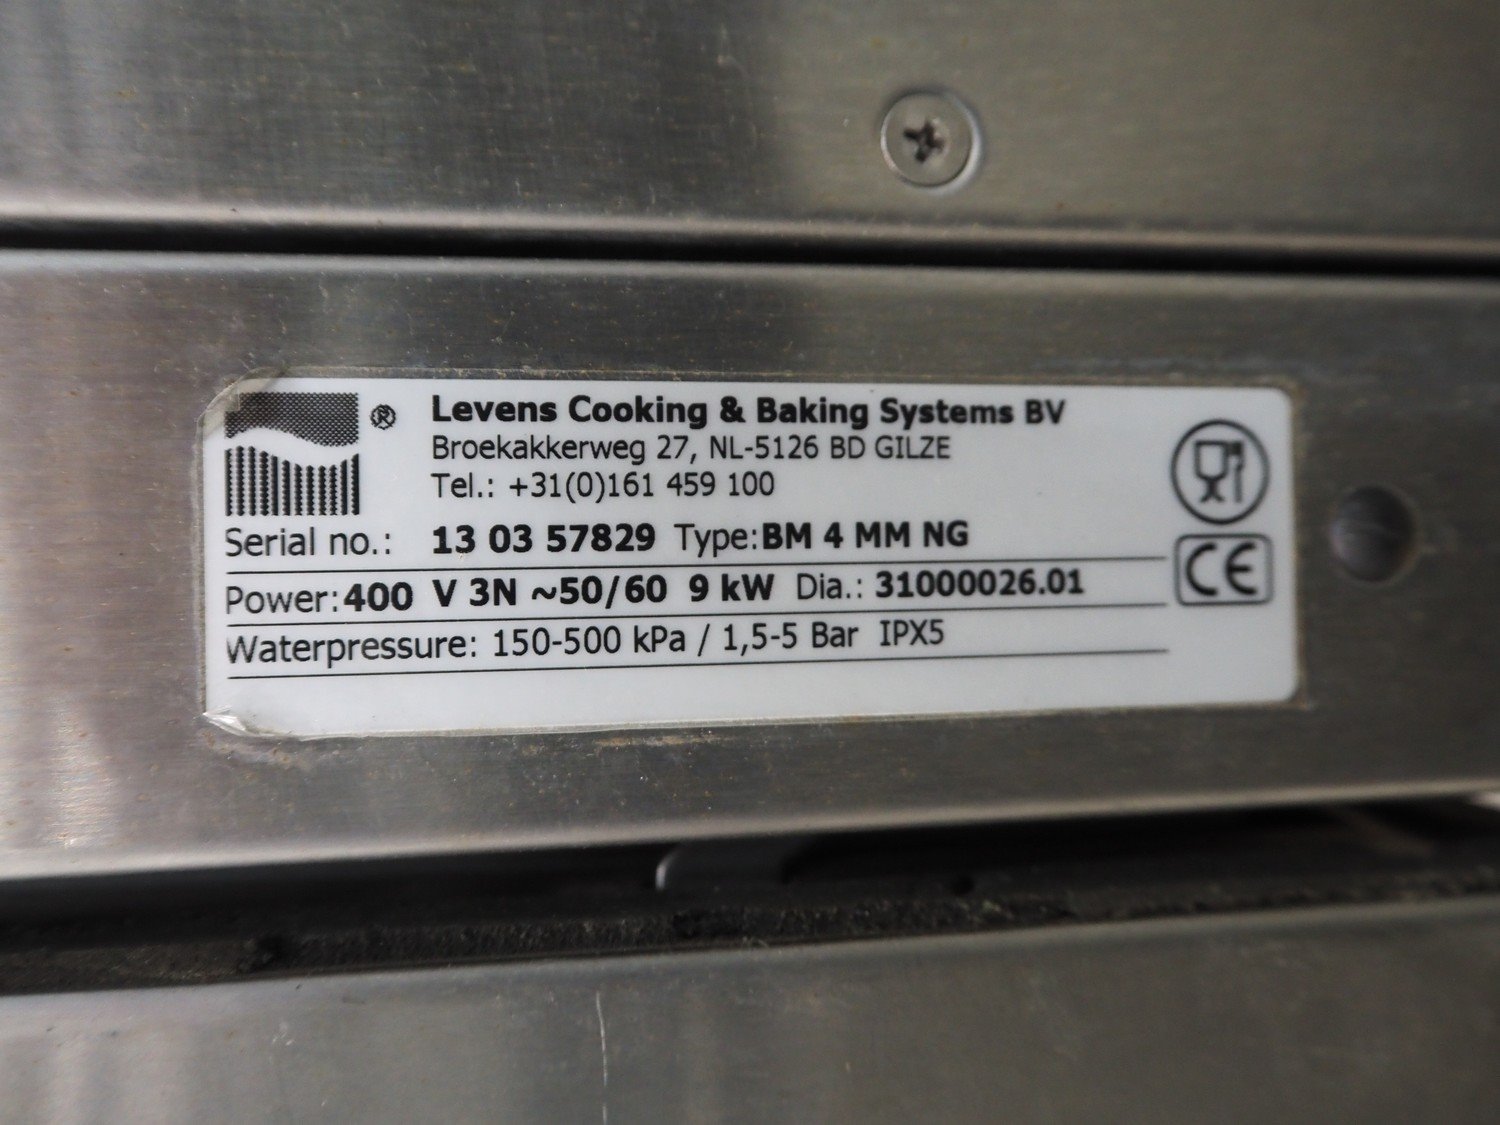 ®
Levens Cooking & Baking Systems BV
Broekakkerweg 27, NL-5126 BD GILZE
Tel.: +31(0)161 459 100
Serial no.: 13 03 57829 Type:BM 4 MM NG
Power:400 V 3N ~50/60 9 kW Dia.: 31000026.01
Waterpressure: 150-500 kPa / 1,5-5 Bar IPX5
CE